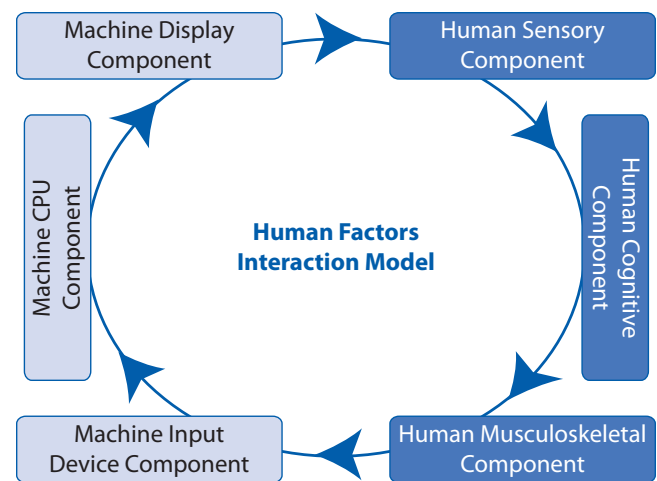 Machine Display
Component
Human Sensory
Component
Human Cognitive
Component
Human Musculoskeletal
Component
Machine Input
Device Component
Machine CPU
Component
Human Factors
Interaction Model